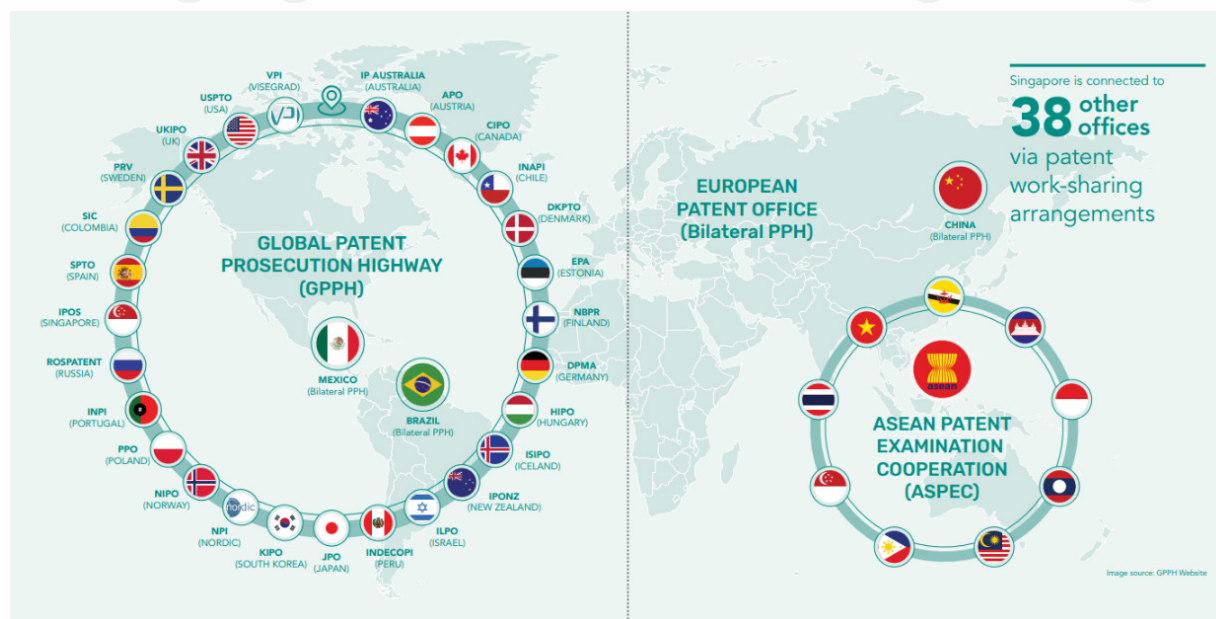 VPI
(VISEGRAD)
IP AUSTRALIA
(AUSTRALIA)
APO
(AUSTRIA)
CIPO
(CANADA)
INAPI
(CHILE)
DKPTO
(DENMARK)
EPA
(ESTONIA)
NBPR
(FINLAND)
DPMA
(GERMANY)
HIPO
(HUNGARY)
ISIPO
(ICELAND)
IPONZ
(NEW ZEALAND)
ILPO
(ISRAEL)
INDECOPI
(PERU)
JPO
(JAPAN)
KIPO
(SOUTH KOREA)
NPI
(NORDIC)
nordic
NIPO
(NORWAY)
PPO
(POLAND)
INPI
(PORTUGAL)
ROSPATENT
(RUSSIA)
IPOS
(SINGAPORE)
SPTO
(SPAIN)
SIC
(COLOMBIA)
PRV
(SWEDEN)
UKIPO
(UK)
USPTO
(USA)
VPI
GLOBAL PATENT
PROSECUTION HIGHWAY
(GPPH)
MEXICO
(Bilateral PPH)
BRAZIL
(Bilateral PPH)
EUROPEAN
PATENT OFFICE
(Bilateral PPH)
CHINA
(Bilateral PPH)
Singapore is connected to
38 other
offices
via patent
work-sharing
arrangements
asean
ASEAN PATENT
EXAMINATION
COOPERATION
(ASPEC)
Image source: GPPH Website